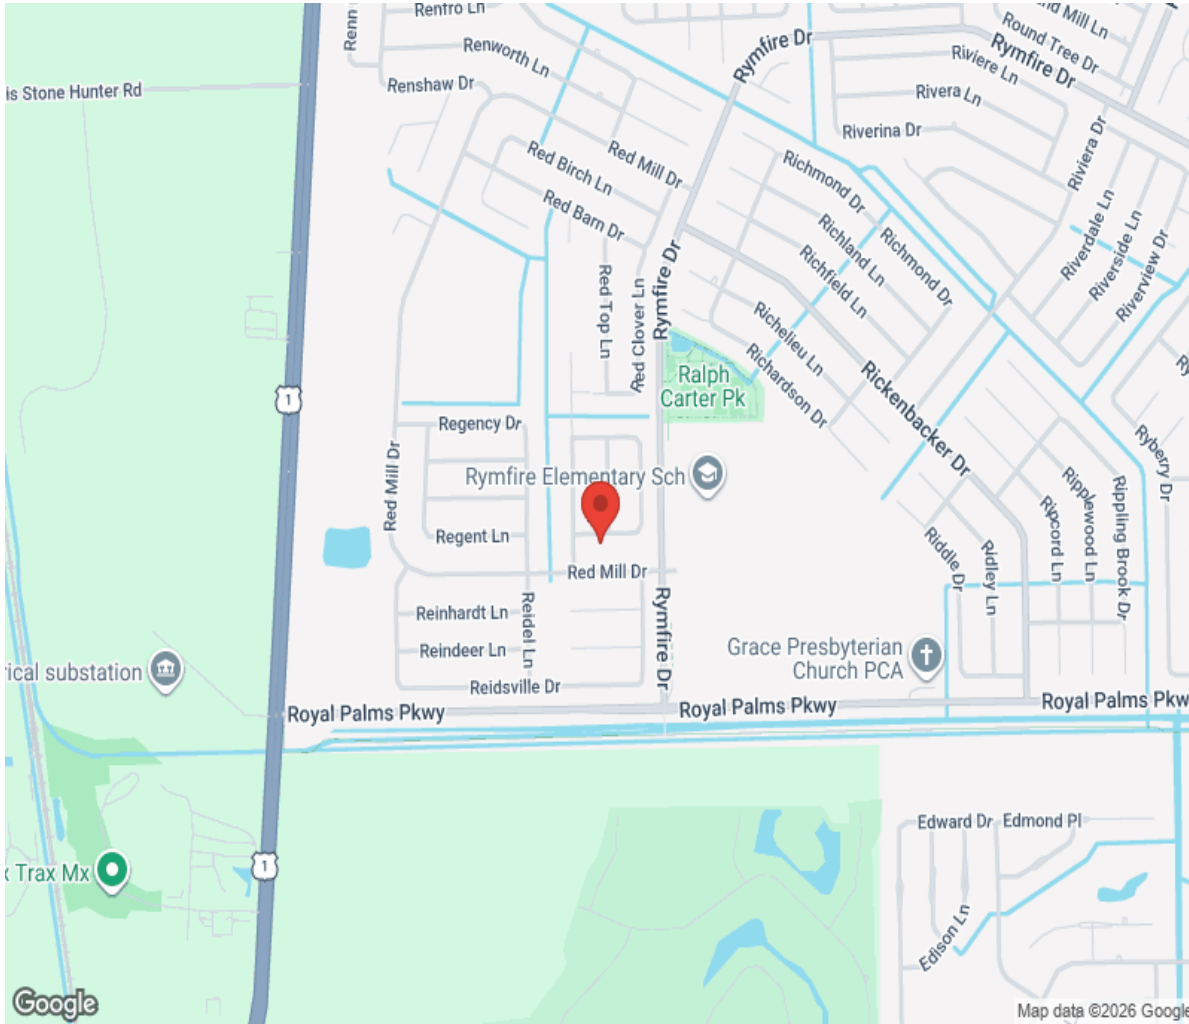 Renfro Ln
Renn
Renworth Ln
Renshaw Dr
Rymfire Dr
Mill Ln
Round Tree Dr
Rymfire Dr
Riviere Ln
Rivera Ln
Riverina Dr
is Stone Hunter Rd
Red Mill Dr
Red Birch Ln
Red Barn Dr
Richmond Dr
Riviera Dr
Riverdale Ln
Riverside Ln
Riverview Dr
Richland Ln
Richmond Dr
Richfield Ln
Rymfire Dr
Red Top Ln
Red Clover Ln
Richelieu Ln
Richardson Dr
Rickenbacker Dr
Ry
Ralph
Carter Pk
1
Regency Dr
Red Mill Dr
Rymfire Elementary Sch
Ryberry Dr
Rippling Brook Dr
Ripplewood Ln
Ripcord Ln
Regent Ln
Riddle Dr
Ridley Ln
Red Mill Dr
Reinhardt Ln
Reidel Ln
Rymfire Dr
Reindeer Ln
Grace Presbyterian
Church PCA
rical substation
Reidsville Dr
Royal Palms Pkwy
Royal Palms Pkwy
Royal Palms Pkw
Edward Dr
Edmond Pl
1
x Trax Mx
Edison Ln
Google
Map data ©2026 Google